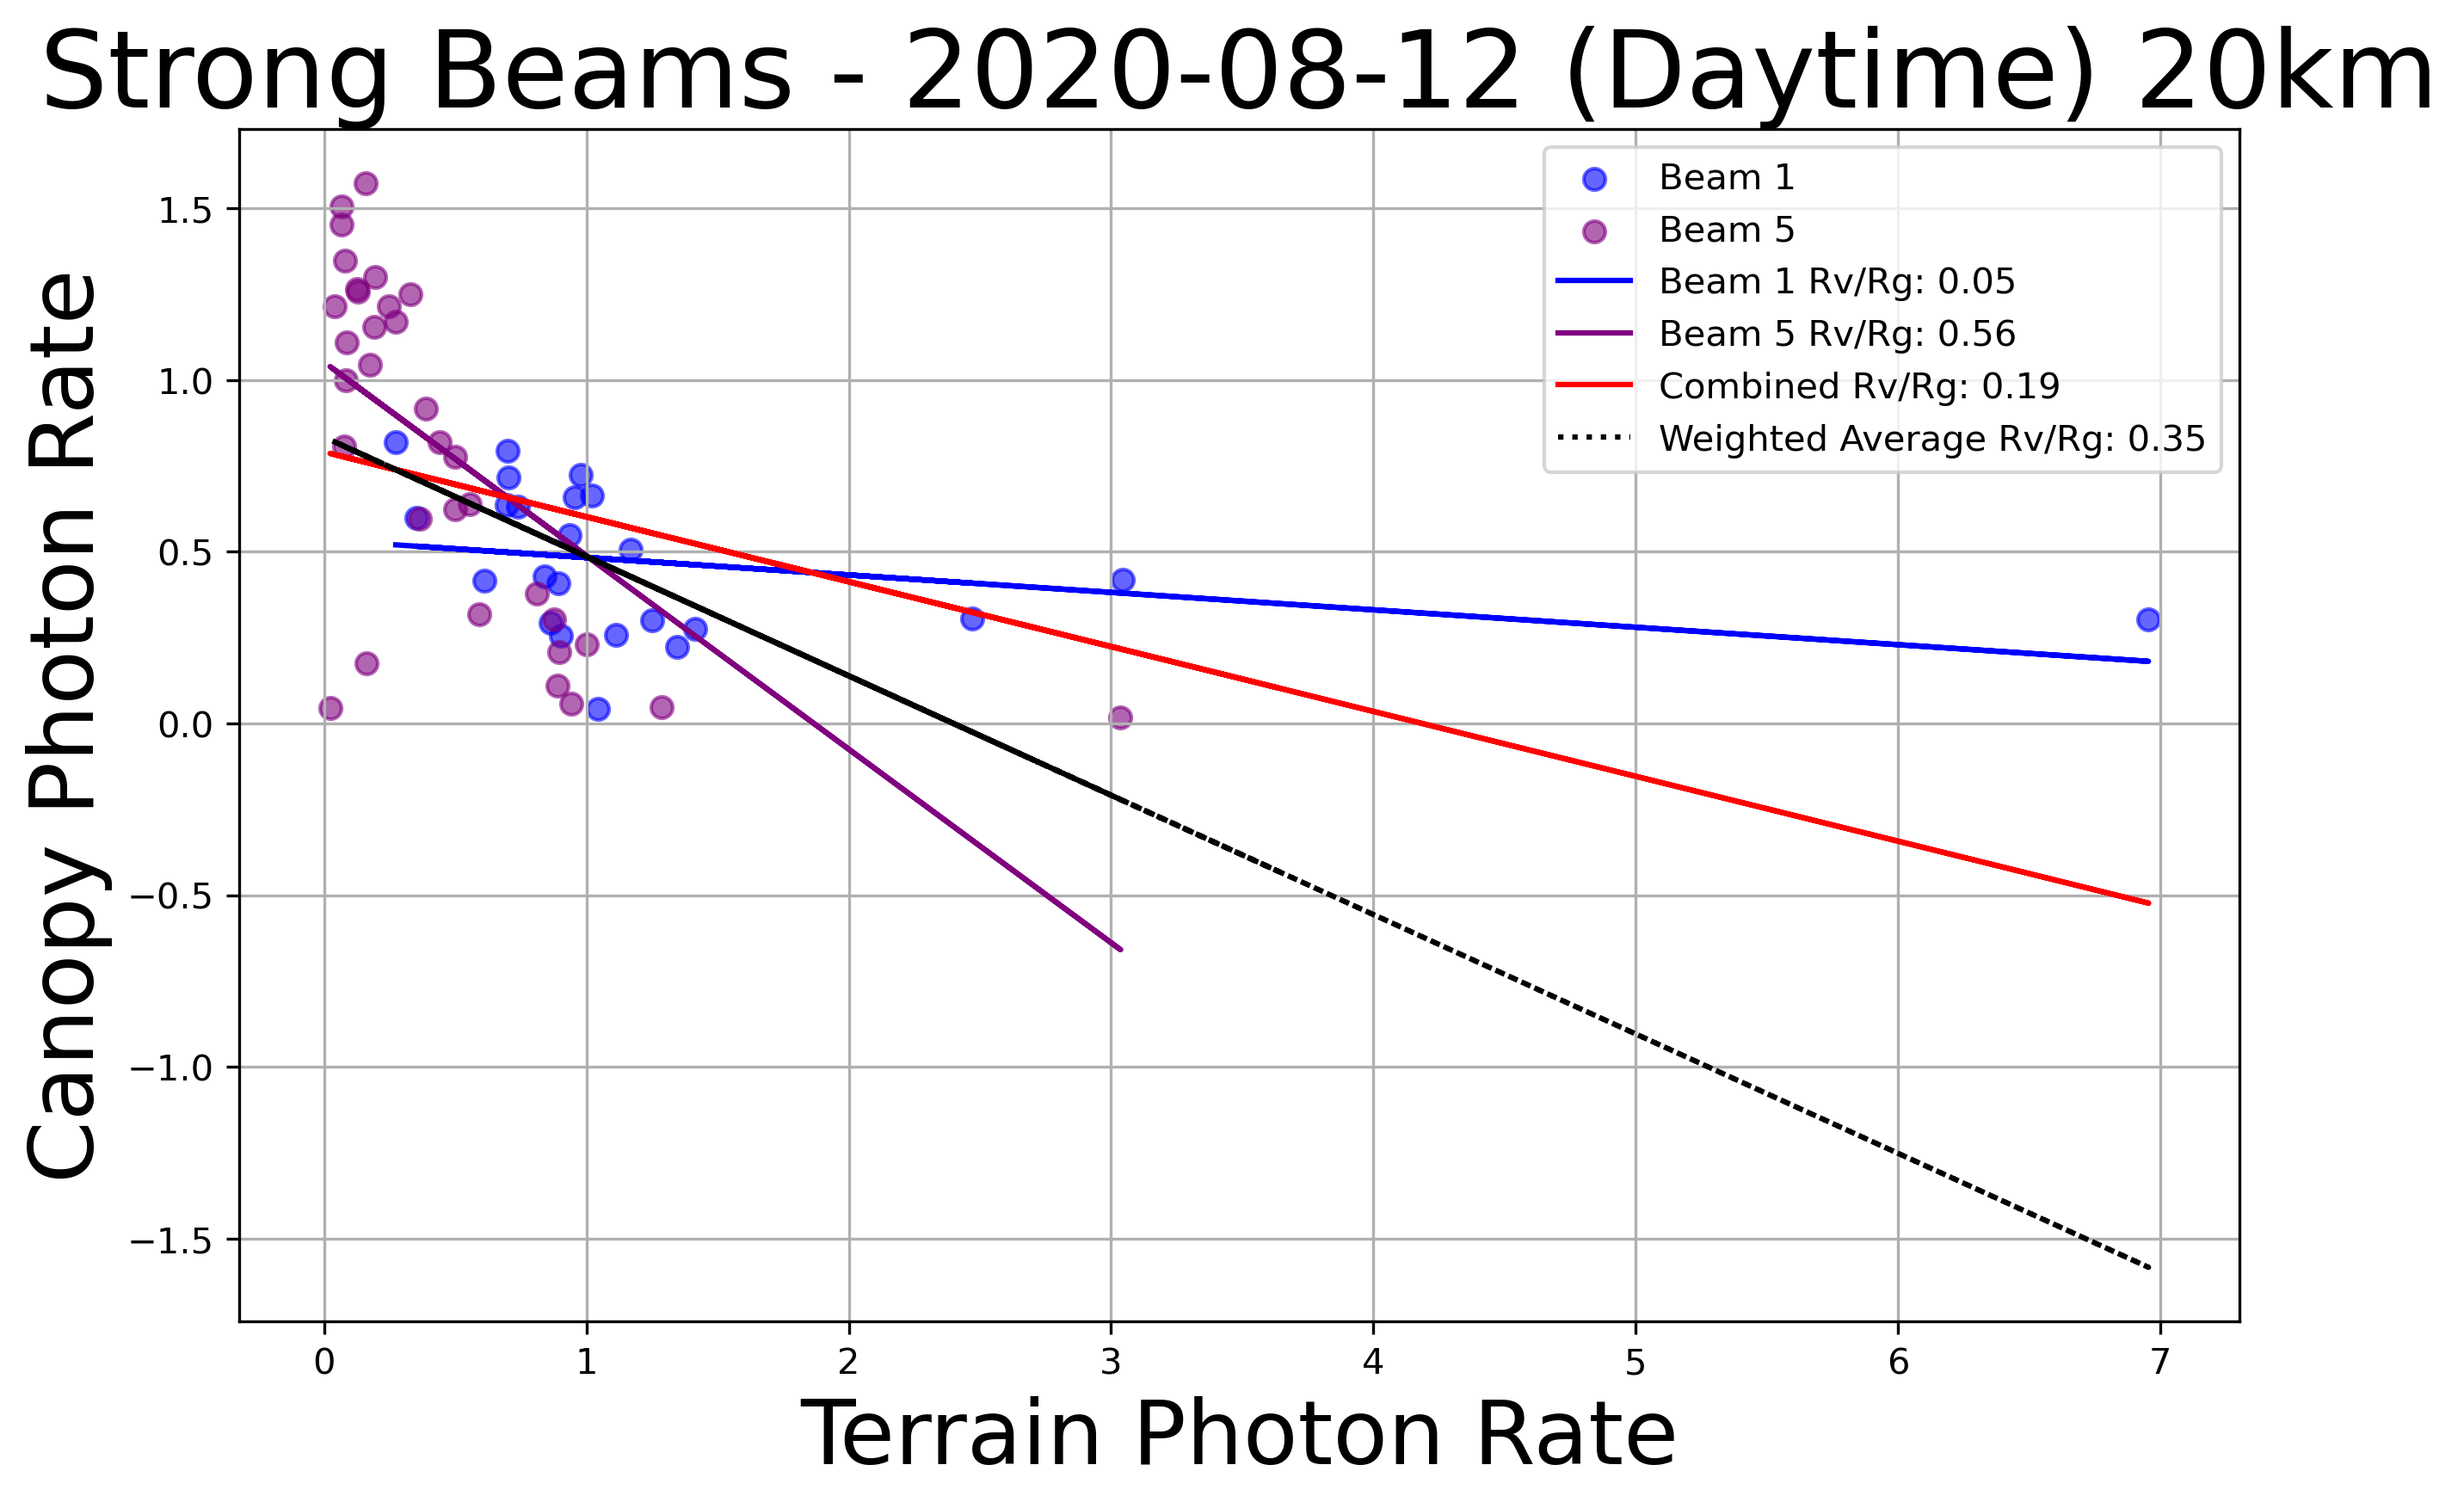 Strong Beams - 2020-08-12 (Daytime) 20km
Canopy Photon Rate
1.5
1.0
0.5
0.0
−0.5
−1.0
−1.5
Beam 1
Beam 5
Beam 1 Rv/Rg: 0.05
Beam 5 Rv/Rg: 0.56
Combined Rv/Rg: 0.19
Weighted Average Rv/Rg: 0.35
0 1 2 3 4 5 6 7
Terrain Photon Rate